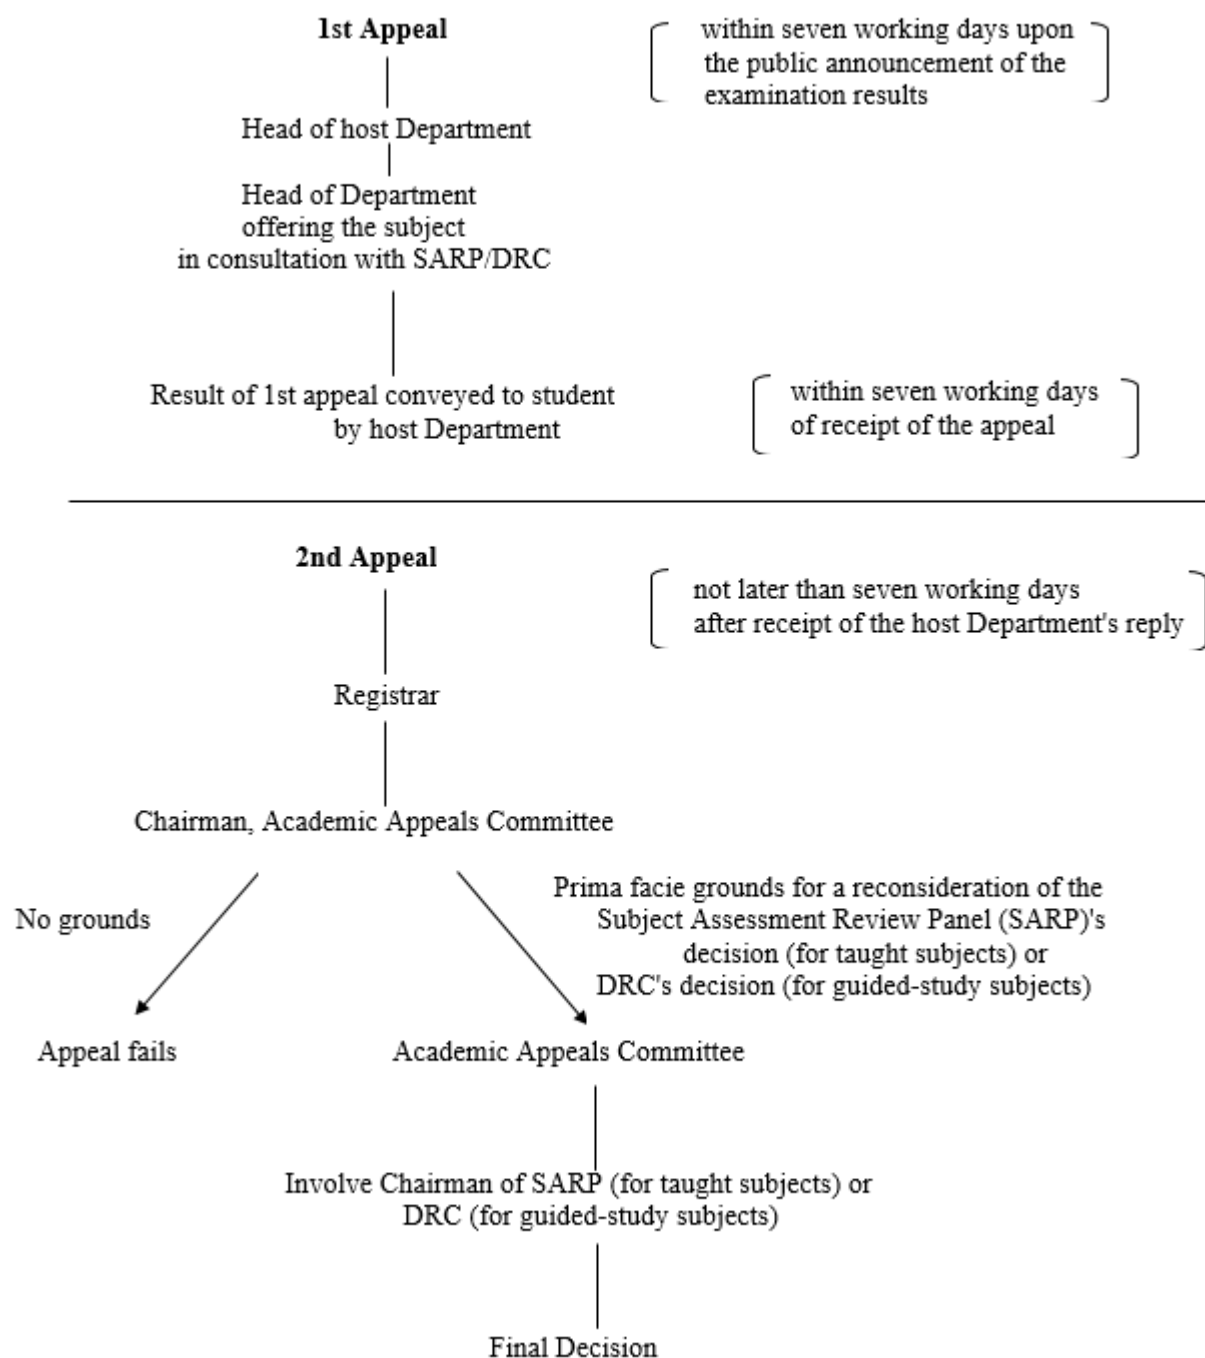 1st Appeal
within seven working days upon
the public announcement of the
examination results
Head of host Department
Head of Department
offering the subject
in consultation with SARP/DRC
Result of 1st appeal conveyed to student
by host Department
within seven working days
of receipt of the appeal
2nd Appeal
not later than seven working days
after receipt of the host Department's reply
Registrar
Chairman, Academic Appeals Committee
No grounds
Prima facie grounds for a reconsideration of the
Subject Assessment Review Panel (SARP)'s
decision (for taught subjects) or
DRC's decision (for guided-study subjects)
Appeal fails
Academic Appeals Committee
Involve Chairman of SARP (for taught subjects) or
DRC (for guided-study subjects)
Final Decision